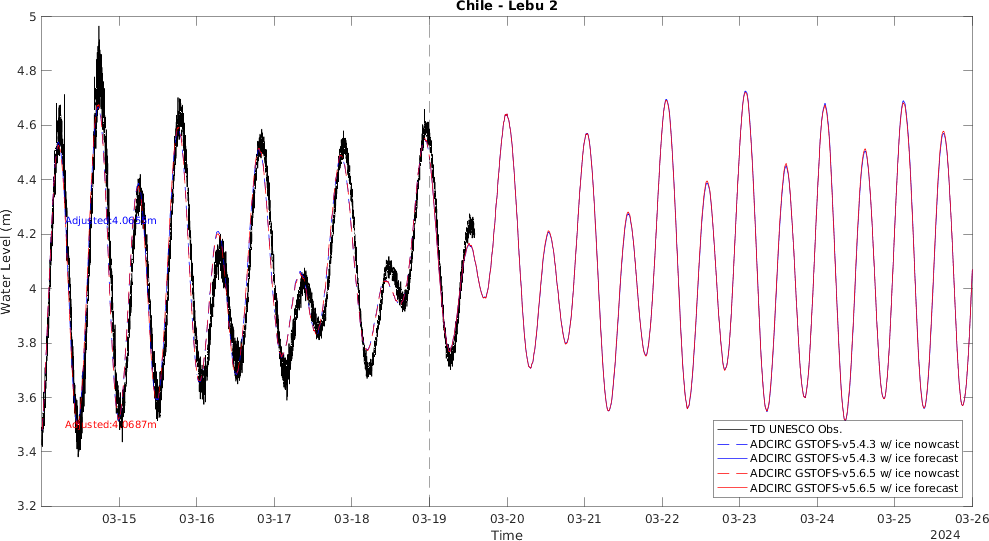 Chile - Lebu 2
5
4.8
4.6
4.4
4.2
4
3.8
3.6
3.4
3.2
Water Level (m)
Adjusted:4.0687m
TD UNESCO Obs.
ADCIRC GSTOFS-v5.4.3 w/ ice nowcast
ADCIRC GSTOFS-v5.4.3 w/ ice forecast
ADCIRC GSTOFS-v5.6.5 w/ ice nowcast
ADCIRC GSTOFS-v5.6.5 w/ ice forecast
03-15 03-16 03-17 03-18 03-19 03-20 03-21 03-22 03-23 03-24 03-25 03-26
Time
2024